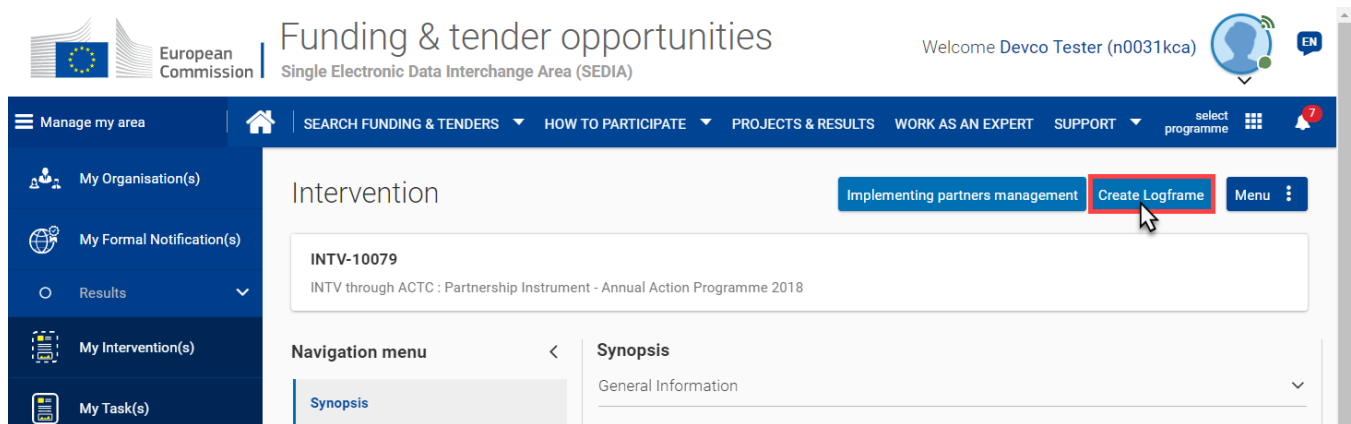 European
Commission
Funding & tender opportunities
Single Electronic Data Interchange Area (SEDIA)
Welcome Devco Tester (n0031kca)
EN
Manage my area
SEARCH FUNDING & TENDERS
HOW TO PARTICIPATE
PROJECTS & RESULTS
WORK AS AN EXPERT
SUPPORT
select
programme
7
My Organisation(s)
My Formal Notification(s)
Results
My Intervention(s)
My Task(s)
Intervention
Implementing partners management
Create Logframe
Menu
INTV-10079
INTV through ACTC : Partnership Instrument - Annual Action Programme 2018
Navigation menu
Synopsis
Synopsis
General Information